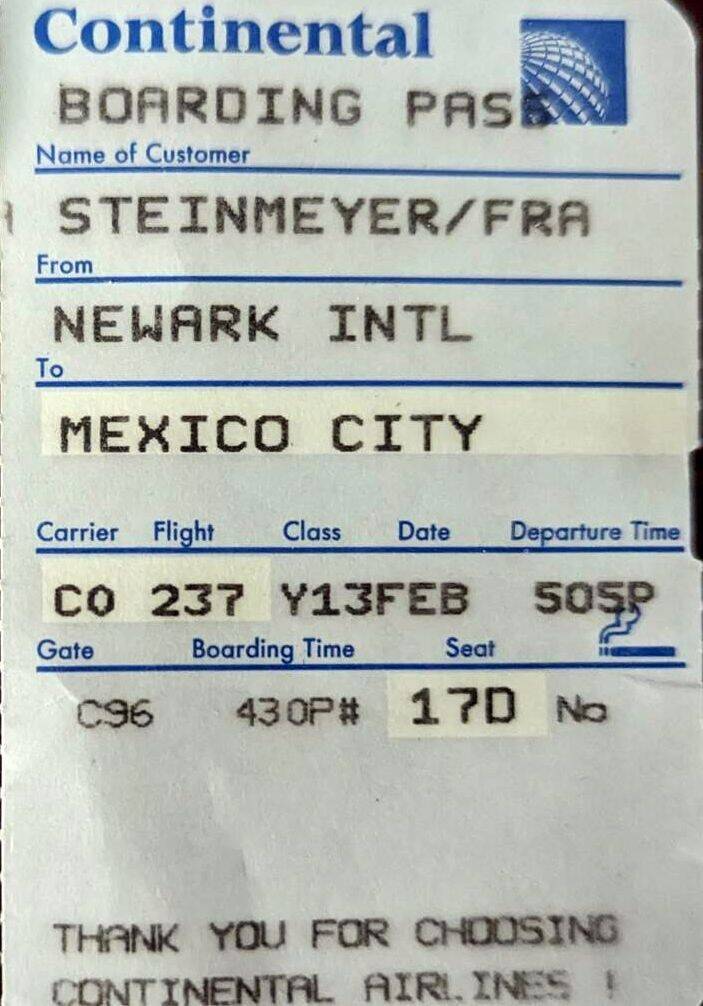 Continental
BOARDING PASS
Name of Customer
STEINMEYER/FRA
From
NEWARK INTL
To
MEXICO CITY
Carrier Flight Class Date Departure Time
CO 237 Y13FEB 505P
Gate Boarding Time Seat
C96 430P# 17D No
THANK YOU FOR CHOOSING
CONTINENTAL AIRLINES !